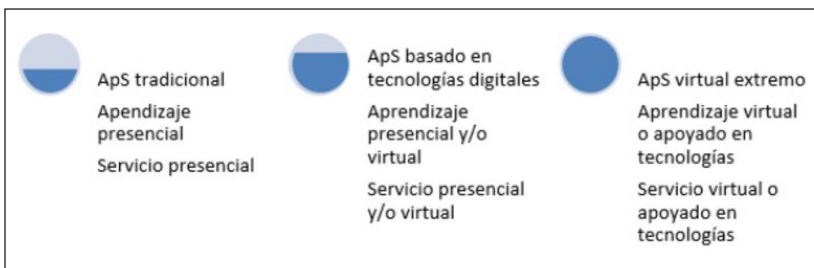 ApS tradicional
Apendizaje
presencial
Servicio presencial
ApS basado en
tecnologías digitales
Aprendizaje
presencial y/o
virtual
Servicio presencial
y/o virtual
ApS virtual extremo
Aprendizaje virtual
o apoyado en
tecnologías
Servicio virtual o
apoyado en
tecnologías